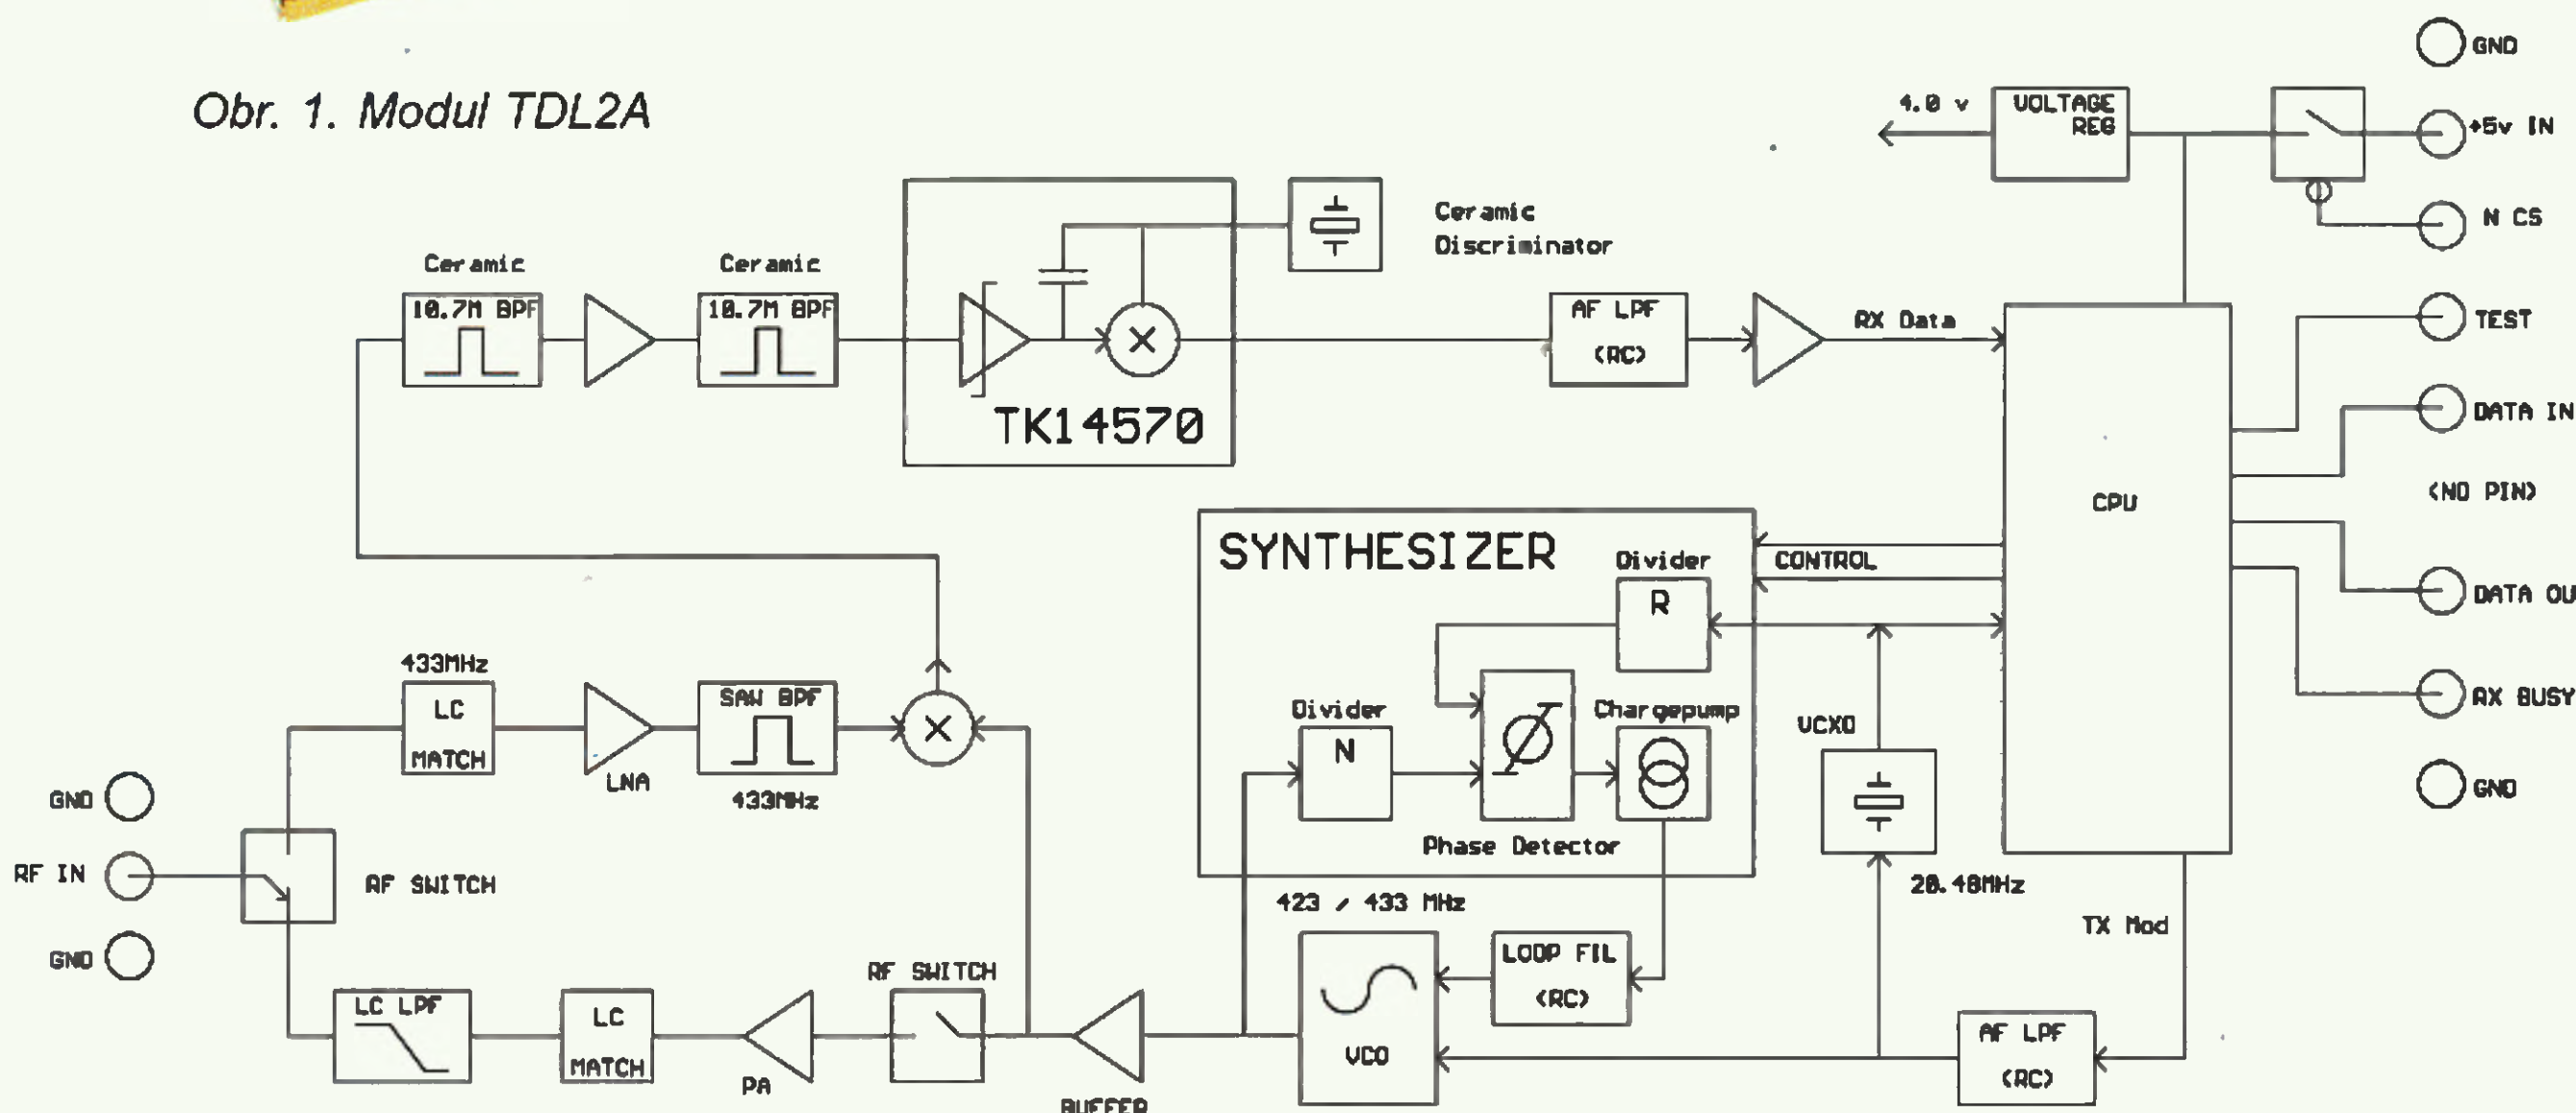 Obr. 1. Modul TDL2A
GND
4.0 v
VOLTAGE
REG
+5v IN
N CS
Ceramic
Discriminator
Ceramic
10.7M BPF
Ceramic
10.7M BPF
TK14570
AF LPF
(RC)
RX Data
TEST
DATA IN
(NO PIN)
DATA OU
RX BUSY
GND
CPU
SYNTHESIZER
Divider
R
CONTROL
Divider
N
Chargepump
Phase Detector
VCXO
20.48MHz
433MHz
LC
MATCH
LNA
SAW BPF
433MHz
GND
RF IN
GND
RF SWITCH
423 / 433 MHz
LOOP FIL
(RC)
VCO
TX Mod
AF LPF
(RC)
RF SWITCH
LC LPF
LC
MATCH
PA
BUFFER